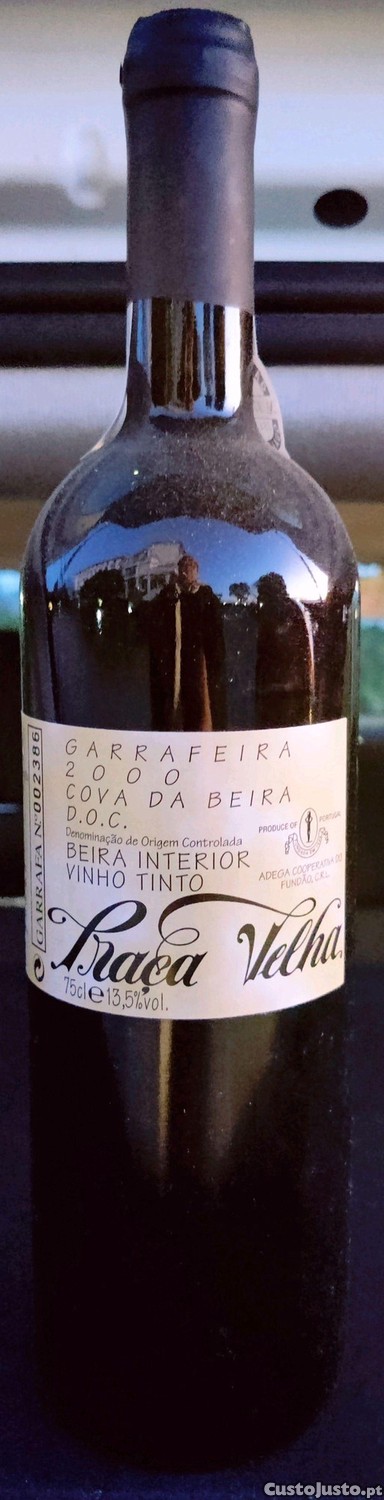 GARRAFEIRA
2000
COVA DA BEIRA
D.O.C.
Denominação de Origem Controlada
BEIRA INTERIOR
VINHO TINTO
PRODUCE OF PORTUGAL
ADEGA COOPERATIVA DO
FUNDÃO, C.R.L.
Praça Velha
75cl e 13,5%vol.
GARRAFA Nº 002386
CustoJusto.pt